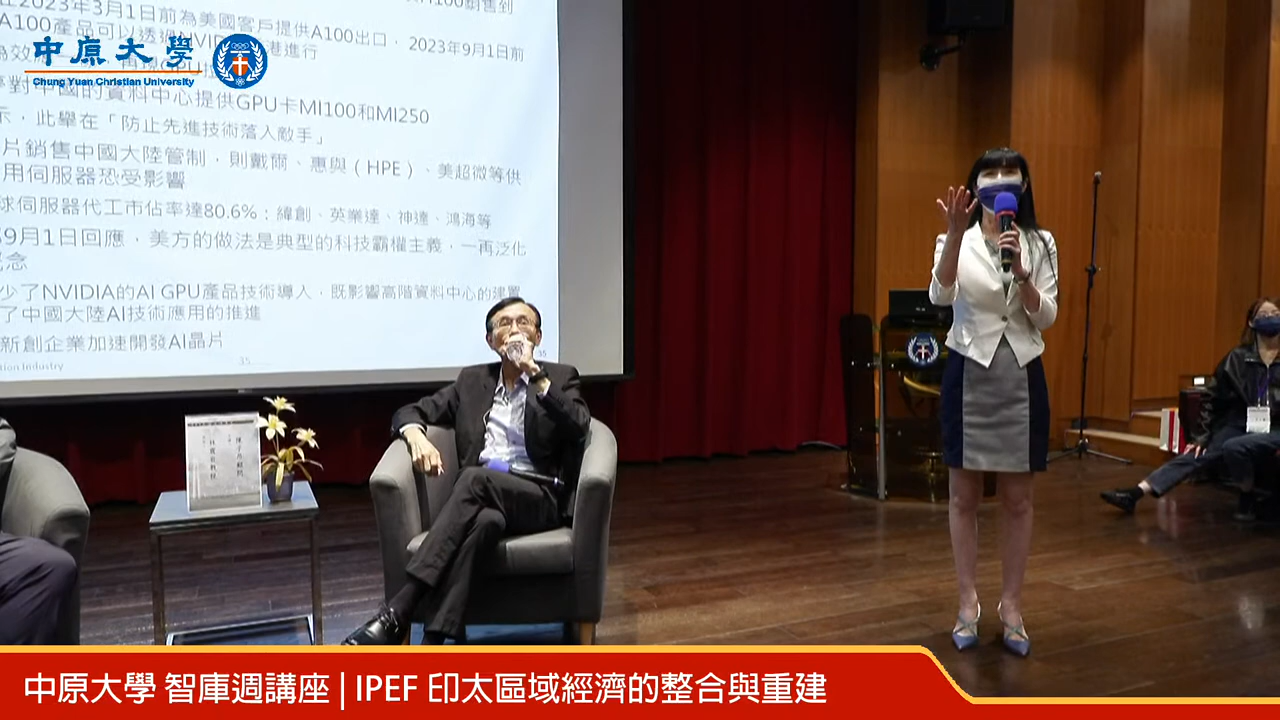 在2023年3月1日前為美國客戶提供A100出口，2023年9月1日前
A100產品可以透過NVID
港進行
中原大學
Chung Yuan Christian University
對中國的資料中心提供GPU卡MI100和MI250
示，此舉在「防止先進技術落入敵手」
片銷售中國大陸管制，則戴爾、惠與（HPE）、美超微等供
用伺服器恐受影響
球伺服器代工市佔率達80.6%：緯創、英業達、神達、鴻海等
9月1日回應，美方的做法是典型的科技霸權主義，一再泛化
念
少了NVIDIA的AI GPU產品技術導入，既影響高階資料中心的建置
了中國大陸AI技術應用的推進
新創企業加速開發AI晶片
tion Industry
35
35
中原大學 智庫週講座 | IPEF 印太區域經濟的整合與重建